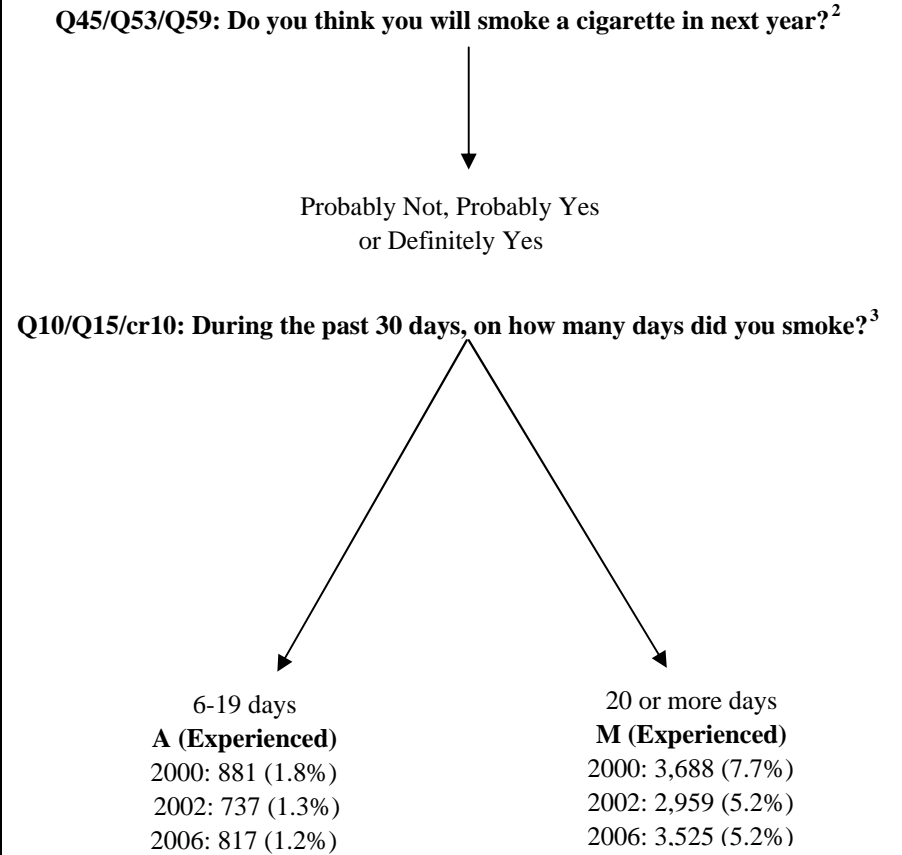 Q45/Q53/Q59: Do you think you will smoke a cigarette in next year?2
Probably Not, Probably Yes
or Definitely Yes
Q10/Q15/cr10: During the past 30 days, on how many days did you smoke?3
6-19 days
A (Experienced)
2000: 881 (1.8%)
2002: 737 (1.3%)
2006: 817 (1.2%)
20 or more days
M (Experienced)
2000: 3,688 (7.7%)
2002: 2,959 (5.2%)
2006: 3,525 (5.2%)